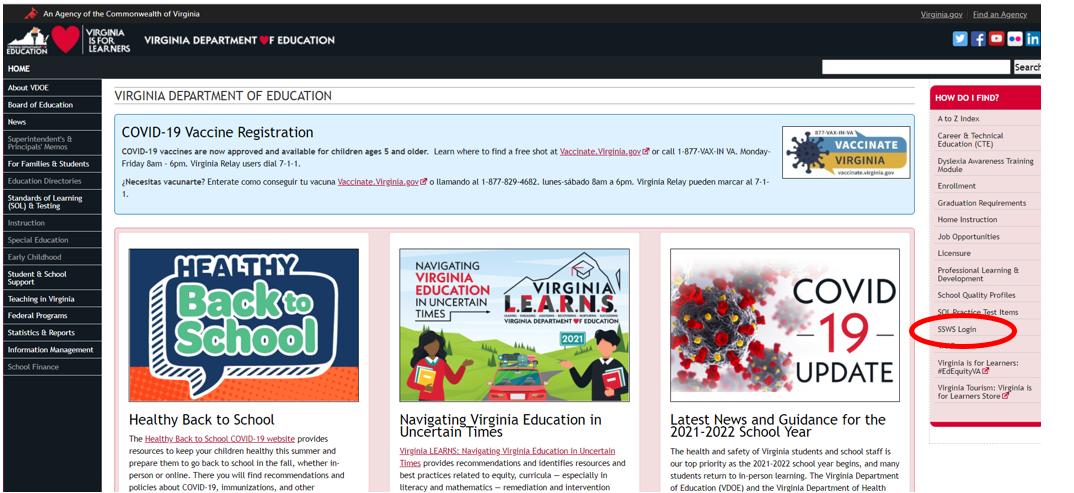 An Agency of the Commonwealth of Virginia
Virginia.gov Find an Agency
EDUCATION
VIRGINIA
IS FOR
LEARNERS
VIRGINIA DEPARTMENT OF EDUCATION
HOME
Search
About VDOE
Board of Education
News
Superintendent's &
Principals' Memos
For Families & Students
Education Directories
Standards of Learning
(SOL) & Testing
Instruction
Special Education
Early Childhood
Student & School
Support
Teaching in Virginia
Federal Programs
Statistics & Reports
Information Management
School Finance
VIRGINIA DEPARTMENT OF EDUCATION
COVID-19 Vaccine Registration
COVID-19 vaccines are now approved and available for children ages 5 and older. Learn where to find a free shot at Vaccinate.Virginia.gov or call 1-877-VAX-IN VA. Monday-
Friday 8am - 6pm. Virginia Relay users dial 7-1-1.
¿Necesitas vacunarte? Enterate como conseguir tu vacuna Vaccinate.Virginia.gov o llamando al 1-877-829-4682. lunes-sábado 8am a 6pm. Virginia Relay pueden marcar al 7-1-
1.
877-VAX-IN-VA
VACCINATE
VIRGINIA
vaccinate.virginia.gov
HEALTHY
Back to
School
Healthy Back to School
The Healthy Back to School COVID-19 website provides
resources to keep your children healthy this summer and
prepare them to go back to school in the fall, whether in-
person or online. There you will find recommendations and
policies about COVID-19, immunizations, and other
NAVIGATING
VIRGINIA
EDUCATION
IN UNCERTAIN
TIMES
VIRGINIA
L.E.A.R.N.S.
VIRGINIA DEPARTMENT OF EDUCATION
2021
Navigating Virginia Education in
Uncertain Times
Virginia LEARNS: Navigating Virginia Education in Uncertain
Times provides recommendations and identifies resources and
best practices related to equity, curricula — especially in
literacy and mathematics — remediation and intervention
COVID
-19-
UPDATE
Latest News and Guidance for the
2021-2022 School Year
The health and safety of Virginia students and school staff is
our top priority as the 2021-2022 school year begins, and many
students return to in-person learning. The Virginia Department
of Education (VDOE) and the Virginia Department of Health
HOW DO I FIND?
A to Z Index
Career & Technical
Education (CTE)
Dyslexia Awareness Training
Module
Enrollment
Graduation Requirements
Home Instruction
Job Opportunities
Licensure
Professional Learning &
Development
School Quality Profiles
SOL Practice Test Items
SSWS Login
Virginia is for Learners:
#EdEquityVA
Virginia Tourism: Virginia is
for Learners Store